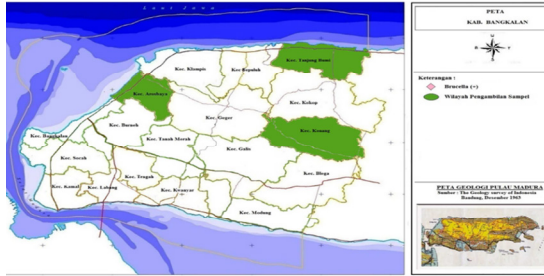 Laut Jawa
PETA
KAB. BANGKALAN
Keterangan :
Brucella (+)
Wilayah Pengambilan Sampel
Kec. Tanjung Bumi
Kec. Klampis
Kec. Sepuluh
Kec. Arosbaya
Kec. Kokop
Kec. Geger
Kec. Burneh
Kec. Konang
Kec. Bangkalan
Kec. Tanah Merah
Kec. Galis
Kec. Socah
Kec. Tragah
Kec. Blega
Kec. Kamal
Kec. Labang
Kec. Kwanyar
Kec. Modung
PETA GEOLOGI PULAU MADURA
Sumber : The Geology survey of Indonesia
Bandung, Desember 1963